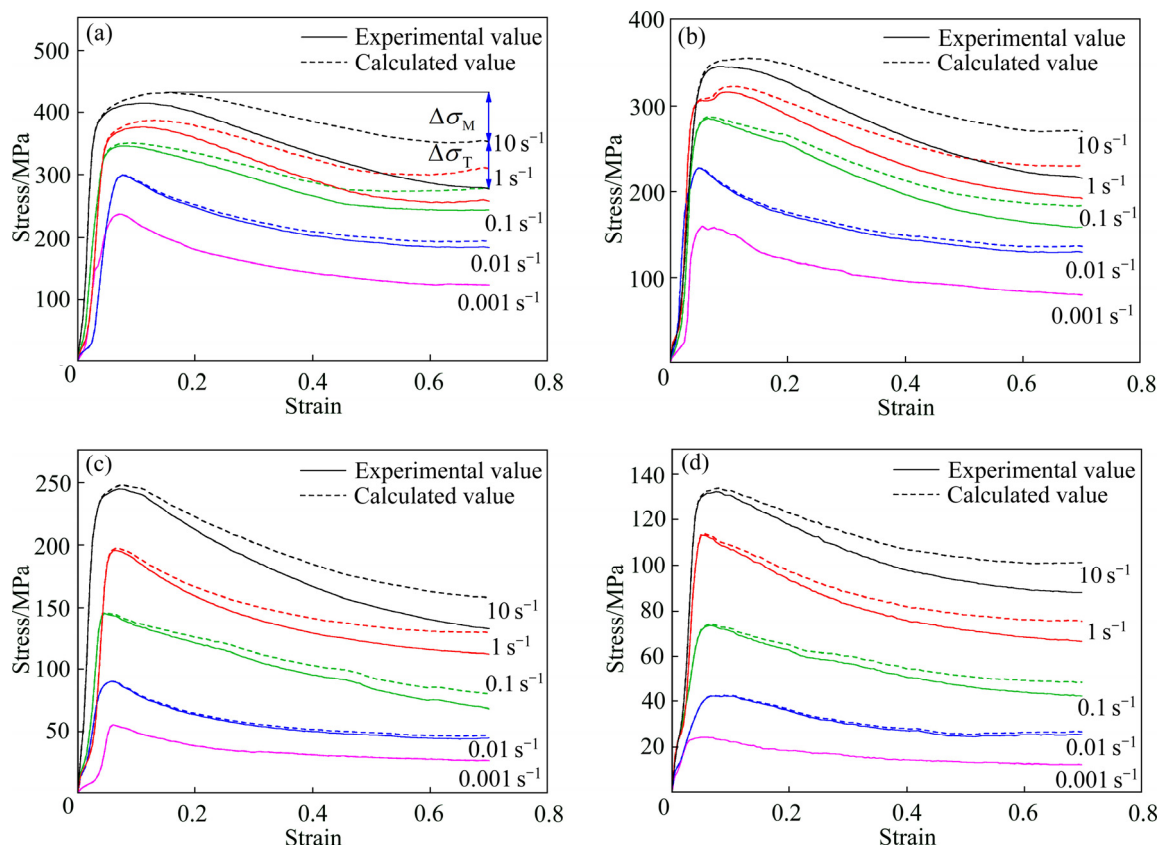 (a)
Experimental value
Calculated value
Stress/MPa
500
400
300
200
100
0
0.2
0.4
0.6
0.8
Strain
Δσ_M
Δσ_T
10 s⁻¹
1 s⁻¹
0.1 s⁻¹
0.01 s⁻¹
0.001 s⁻¹
(b)
Experimental value
Calculated value
Stress/MPa
400
300
200
100
0
0.2
0.4
0.6
0.8
Strain
10 s⁻¹
1 s⁻¹
0.1 s⁻¹
0.01 s⁻¹
0.001 s⁻¹
(c)
Experimental value
Calculated value
Stress/MPa
250
200
150
100
50
0
0.2
0.4
0.6
0.8
Strain
10 s⁻¹
1 s⁻¹
0.1 s⁻¹
0.01 s⁻¹
0.001 s⁻¹
(d)
Experimental value
Calculated value
Stress/MPa
140
120
100
80
60
40
20
0
0.2
0.4
0.6
0.8
Strain
10 s⁻¹
1 s⁻¹
0.1 s⁻¹
0.01 s⁻¹
0.001 s⁻¹